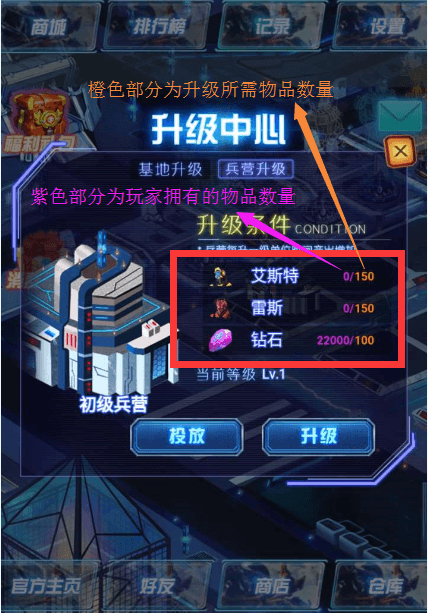 商城 排行榜 记录 设置
橙色部分为升级所需物品数量
升级中心
福利
基地升级 兵营升级
紫色部分为玩家拥有的物品数量
升级条件 CONDITION
艾斯特 0/150
雷斯 0/150
钻石 22000/100
当前等级 Lv.1
初级兵营
投放 升级
官方主页 好友 商店 仓库